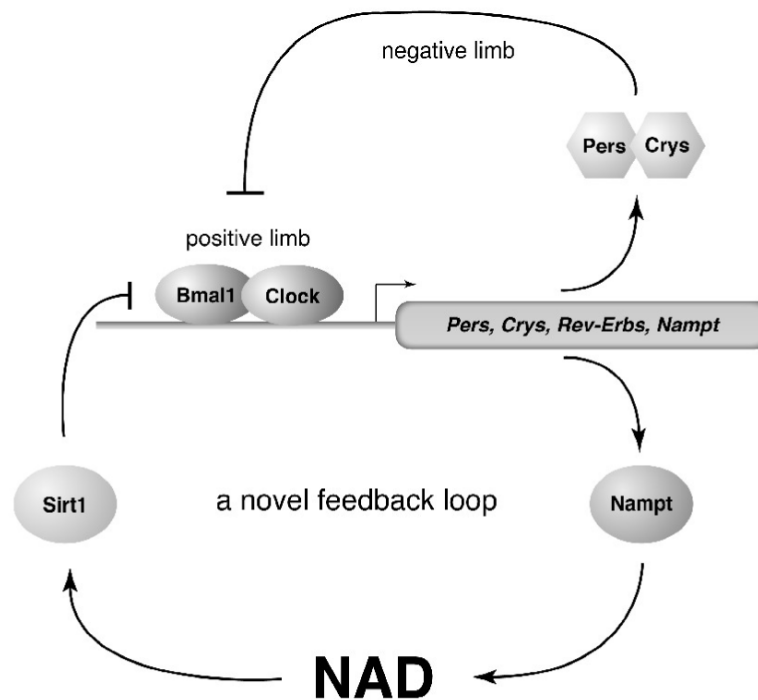 negative limb
Pers Crys
positive limb
Bmal1 Clock
Pers, Crys, Rev-Erbs, Nampt
Sirt1
a novel feedback loop
Nampt
NAD